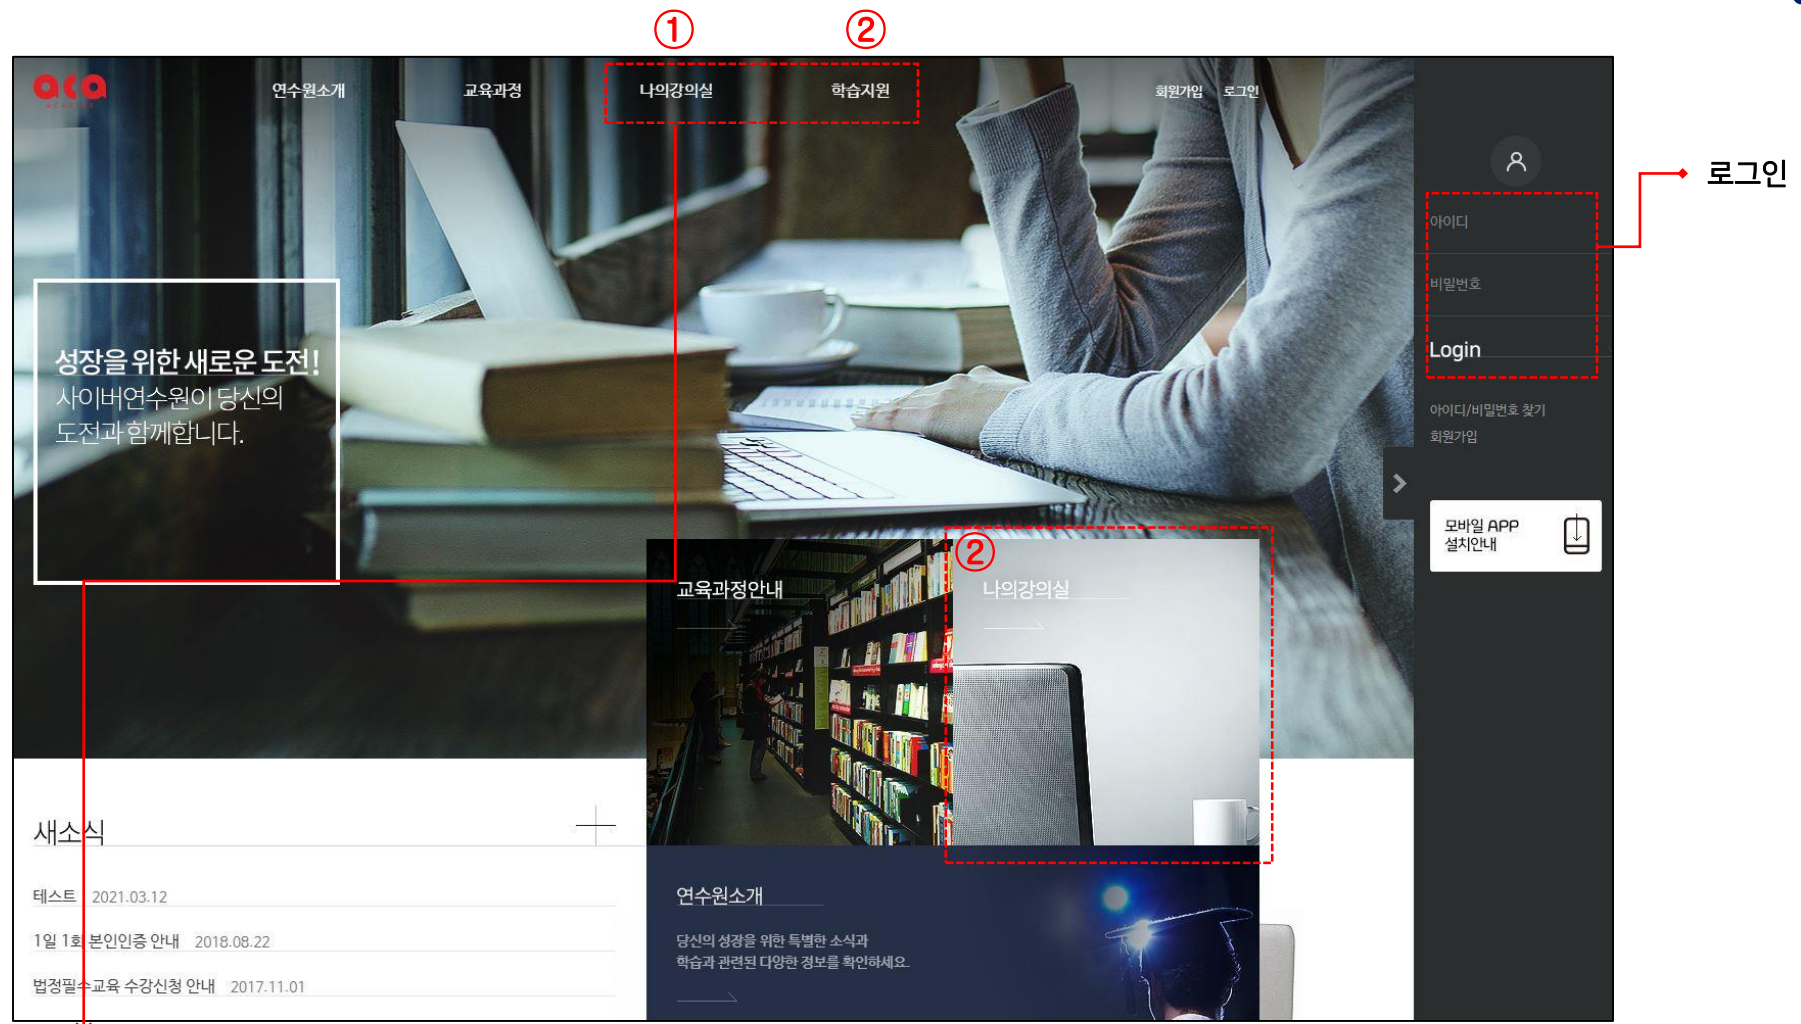 ① ②
aca
ACADEMIA
연수원소개 교육과정 나의강의실 학습지원 회원가입 로그인
로그인
아이디
비밀번호
Login
아이디/비밀번호 찾기
회원가입
모바일 APP
설치안내
성장을 위한 새로운 도전!
사이버연수원이 당신의
도전과 함께합니다.
②
교육과정안내
나의강의실
새소식
테스트 2021.03.12
1일 1회 본인인증 안내 2018.08.22
법정필수교육 수강신청 안내 2017.11.01
연수원소개
당신의 성장을 위한 특별한 소식과
학습과 관련된 다양한 정보를 확인하세요.